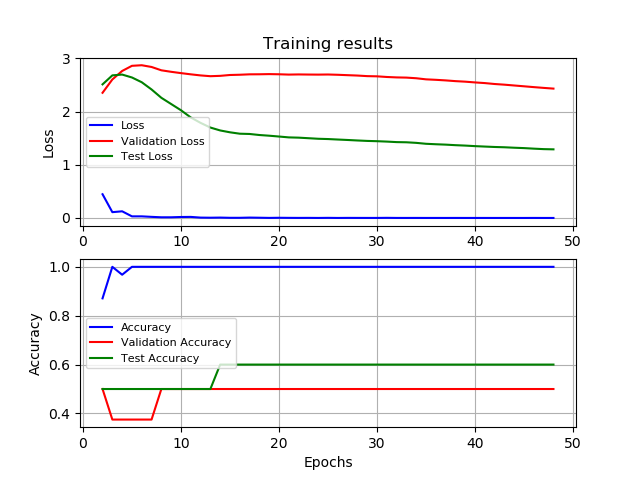 Training results
3
2
1
0
Loss
Loss
Validation Loss
Test Loss
0 10 20 30 40 50
1.0
0.8
0.6
0.4
Accuracy
Accuracy
Validation Accuracy
Test Accuracy
0 10 20 30 40 50
Epochs